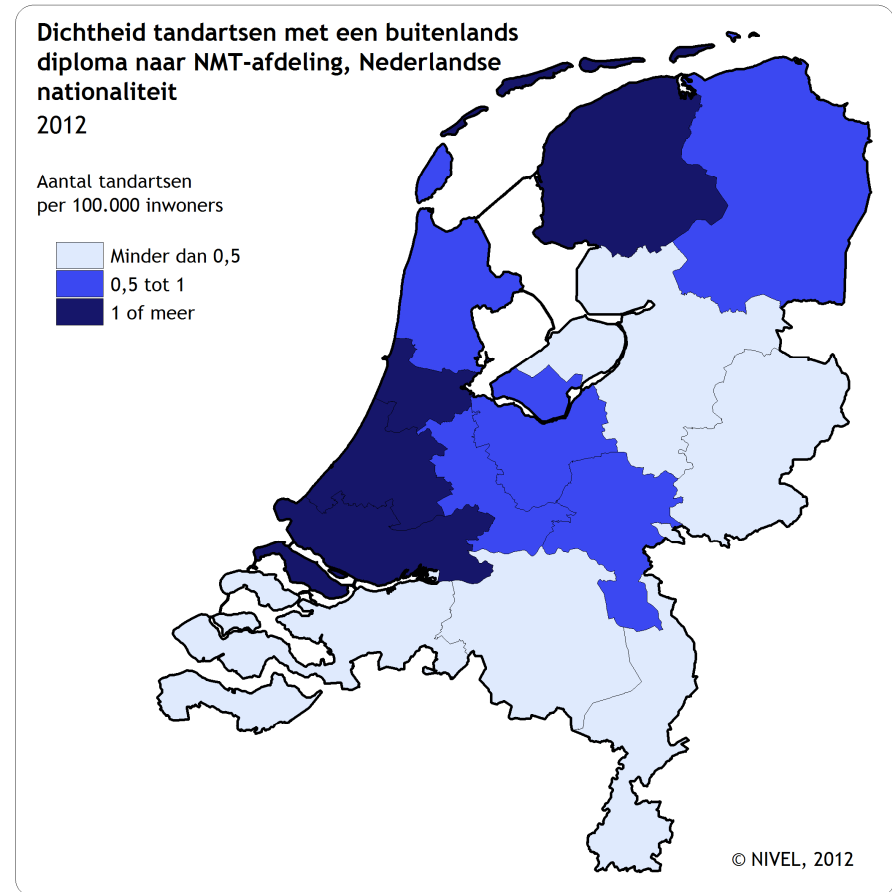 Dichtheid tandartsen met een buitenlands
diploma naar NMT-afdeling, Nederlandse
nationaliteit
2012
Aantal tandartsen
per 100.000 inwoners
Minder dan 0,5
0,5 tot 1
1 of meer
© NIVEL, 2012